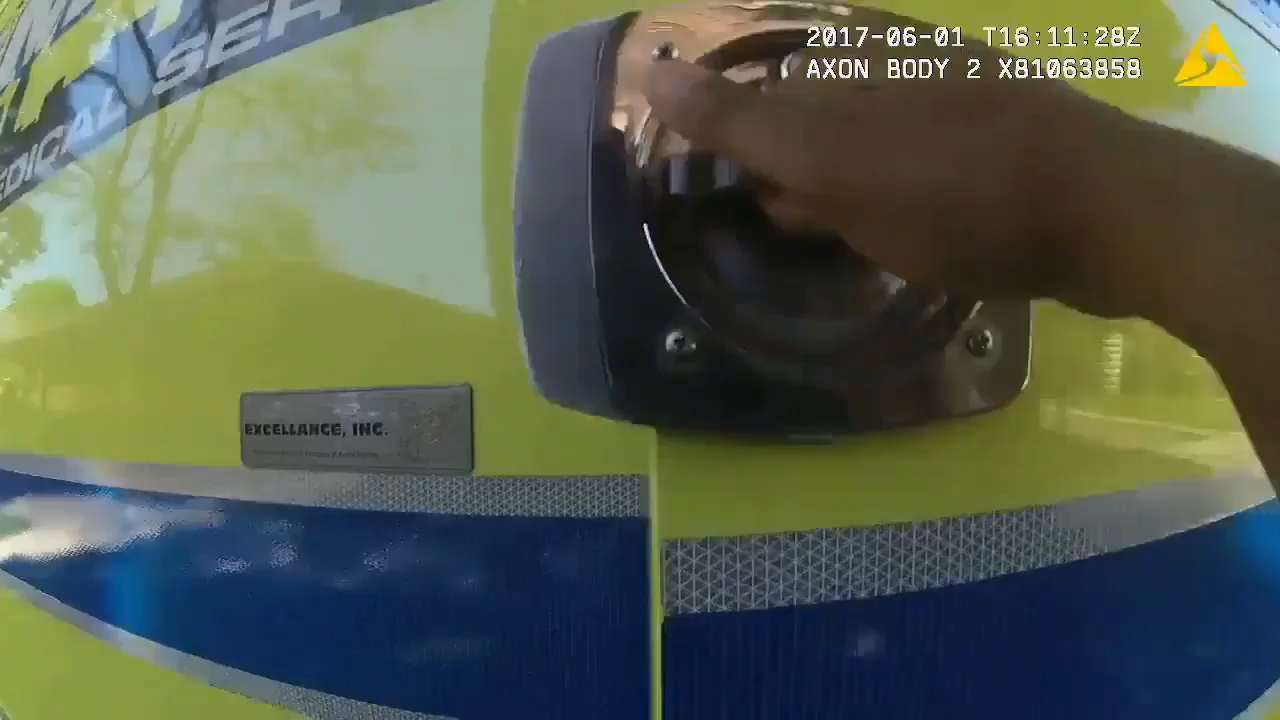 2017-06-01 T16:11:28Z
AXON BODY 2 X81063858
EDICAL SER
EXCELLANCE, INC.